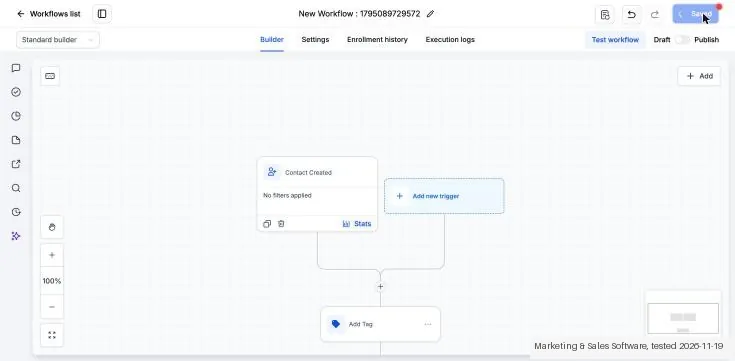 Workflows list
New Workflow : 1795089729572
Saved
Standard builder
Builder
Settings
Enrollment history
Execution logs
Test workflow
Draft
Publish
Add
Contact Created
No filters applied
Stats
Add new trigger
100%
Add Tag
Marketing & Sales Software, tested 2026-11-19